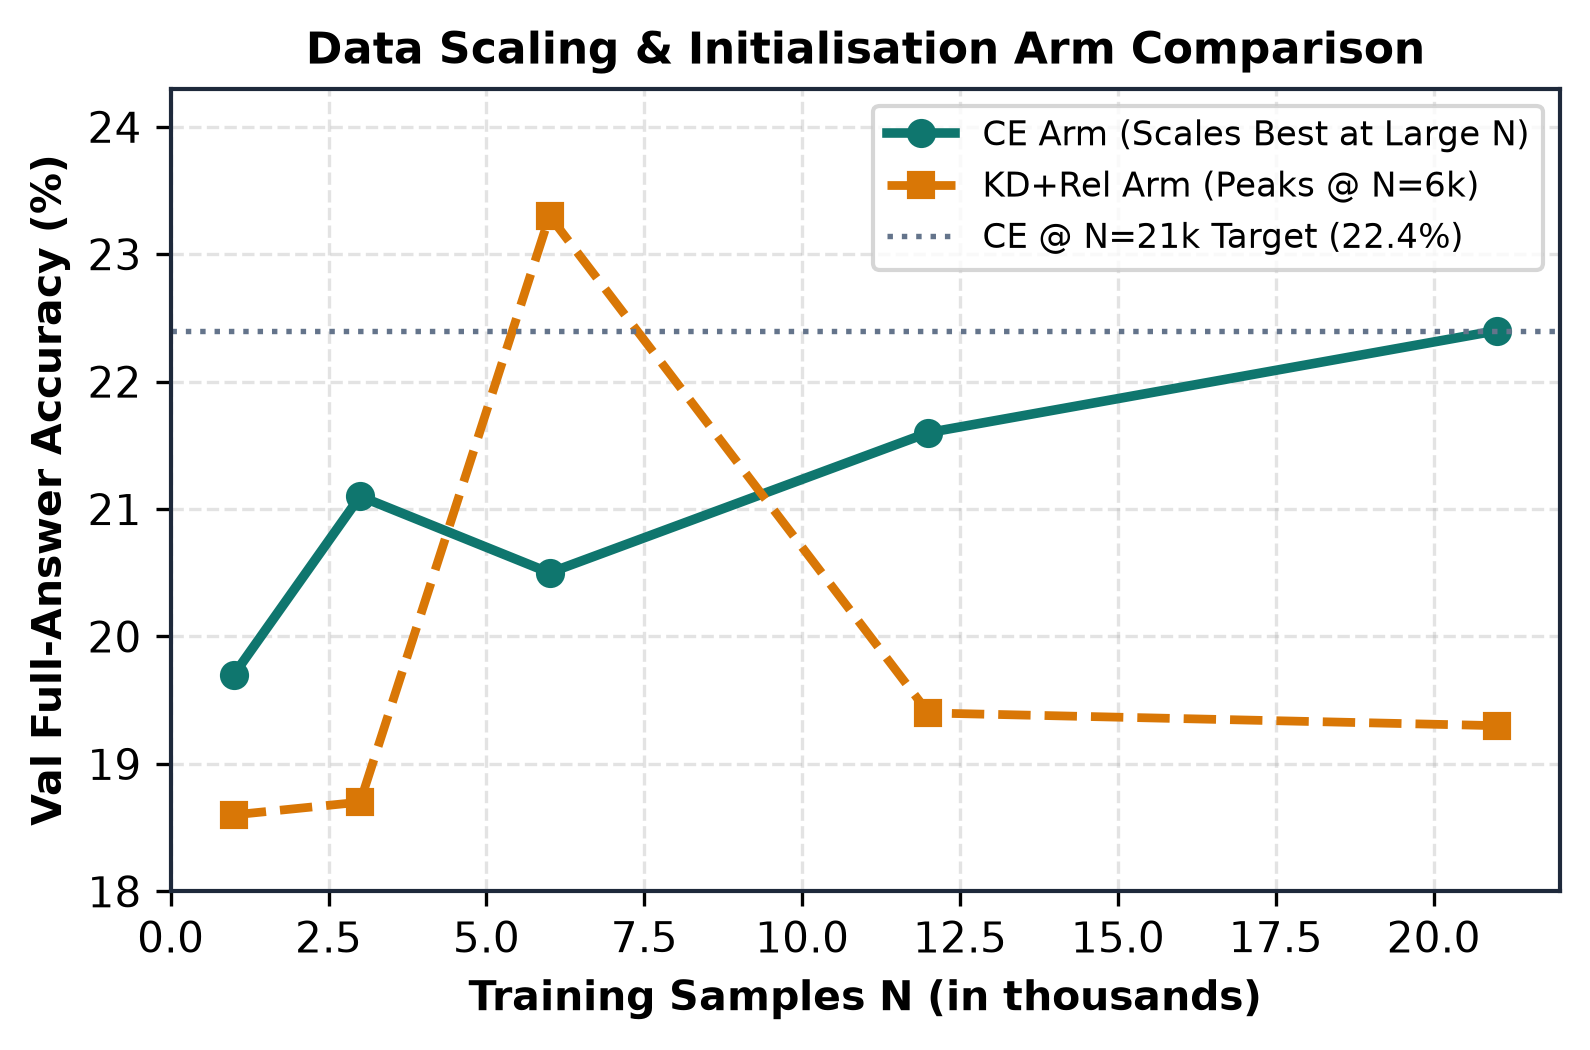 Data Scaling & Initialisation Arm Comparison
CE Arm (Scales Best at Large N)
KD+Rel Arm (Peaks @ N=6k)
CE @ N=21k Target (22.4%)
Val Full-Answer Accuracy (%)
24
23
22
21
20
19
18
0.0 2.5 5.0 7.5 10.0 12.5 15.0 17.5 20.0
Training Samples N (in thousands)